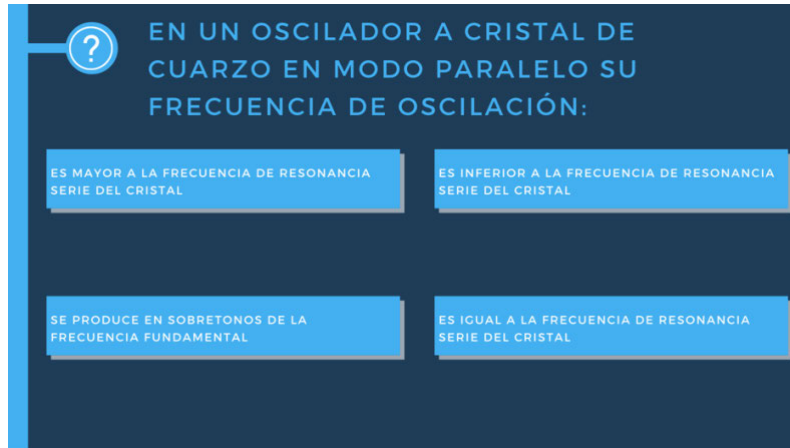 ?
EN UN OSCILADOR A CRISTAL DE
CUARZO EN MODO PARALELO SU
FRECUENCIA DE OSCILACIÓN:
ES MAYOR A LA FRECUENCIA DE RESONANCIA
SERIE DEL CRISTAL
ES INFERIOR A LA FRECUENCIA DE RESONANCIA
SERIE DEL CRISTAL
SE PRODUCE EN SOBRETONOS DE LA
FRECUENCIA FUNDAMENTAL
ES IGUAL A LA FRECUENCIA DE RESONANCIA
SERIE DEL CRISTAL